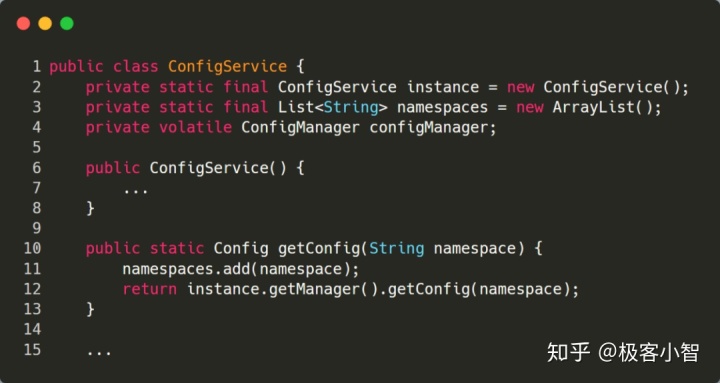 1 public class ConfigService {
2     private static final ConfigService instance = new ConfigService();
3     private static final List<String> namespaces = new ArrayList();
4     private volatile ConfigManager configManager;
5
6     public ConfigService() {
7         ...
8     }
9
10     public static Config getConfig(String namespace) {
11         namespaces.add(namespace);
12         return instance.getManager().getConfig(namespace);
13     }
14
15     ...
知乎 @极客小智